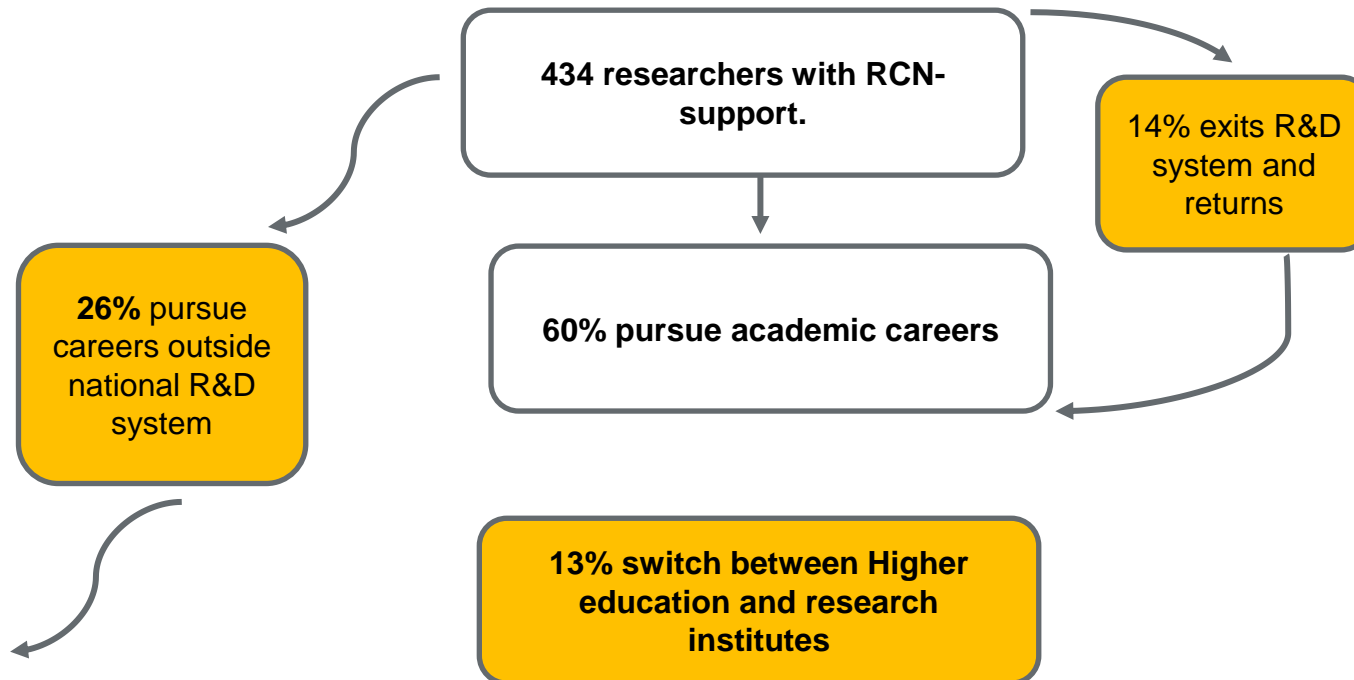 434 researchers with RCN-
support.
14% exits R&D
system and
returns
26% pursue
careers outside
national R&D
system
60% pursue academic careers
13% switch between Higher
education and research
institutes